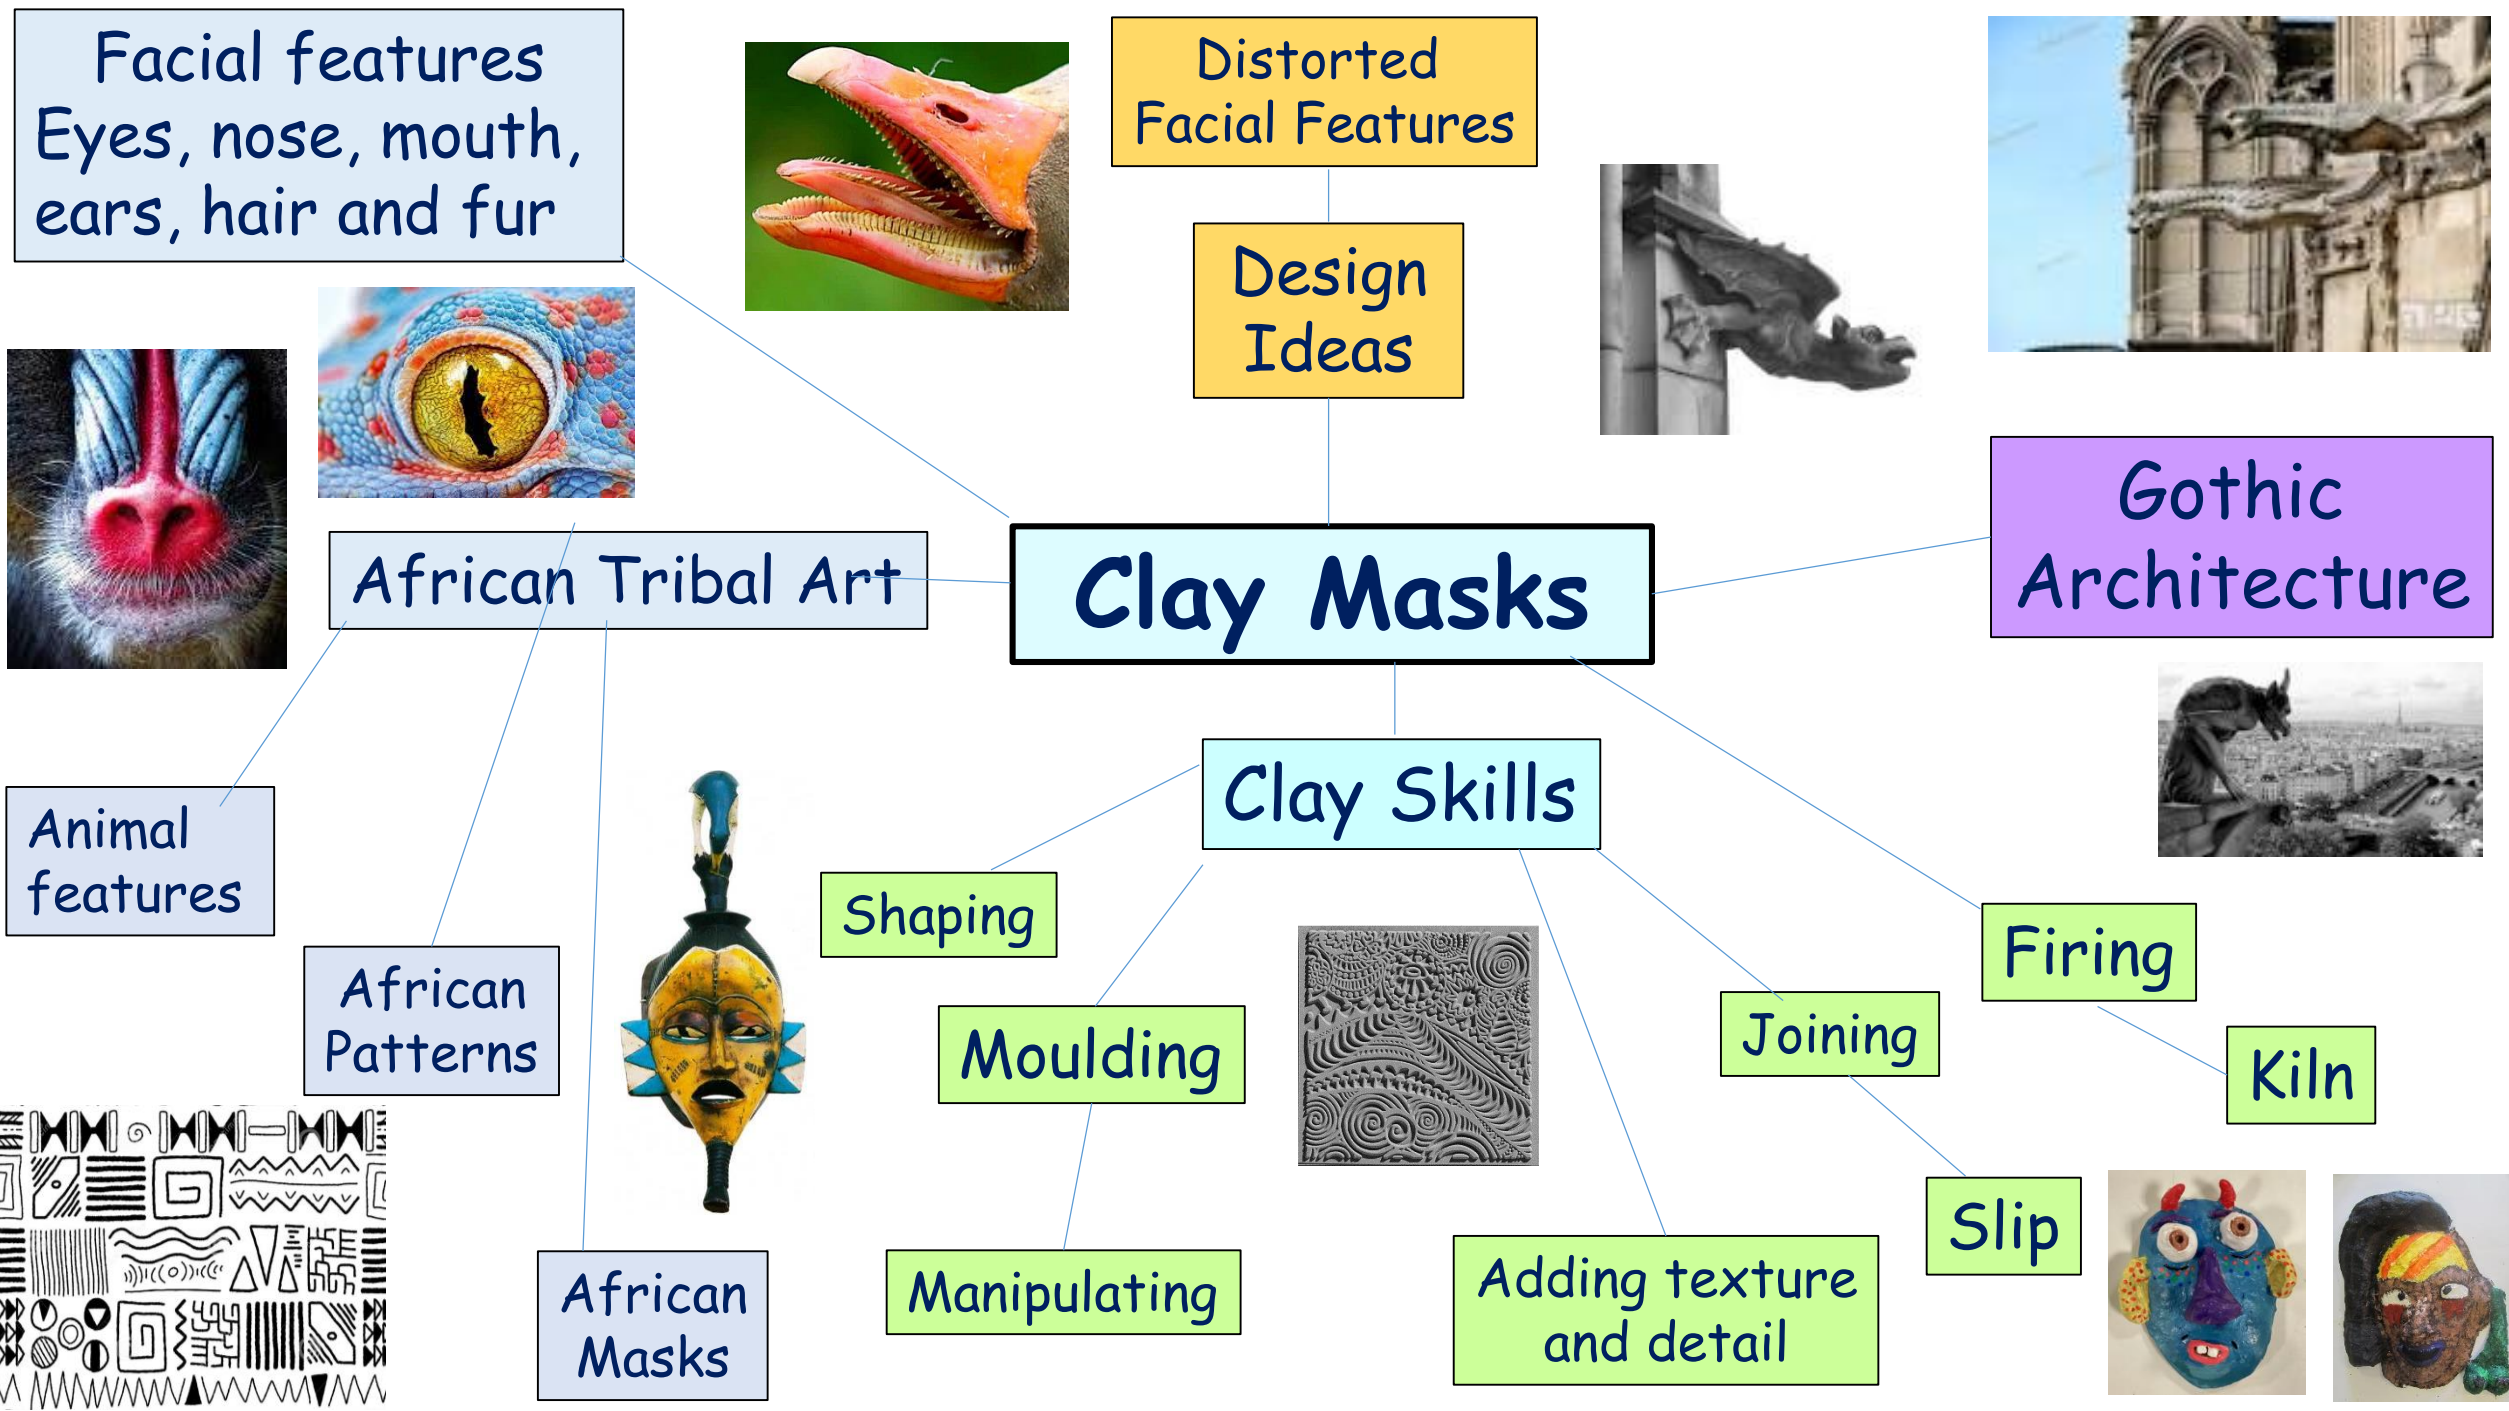 Facial features
Eyes, nose, mouth,
ears, hair and fur
Distorted
Facial Features
Design
Ideas
Gothic
Architecture
African Tribal Art
Clay Masks
Clay Skills
Animal
features
African
Patterns
African
Masks
Shaping
Moulding
Manipulating
Adding texture
and detail
Joining
Slip
Firing
Kiln